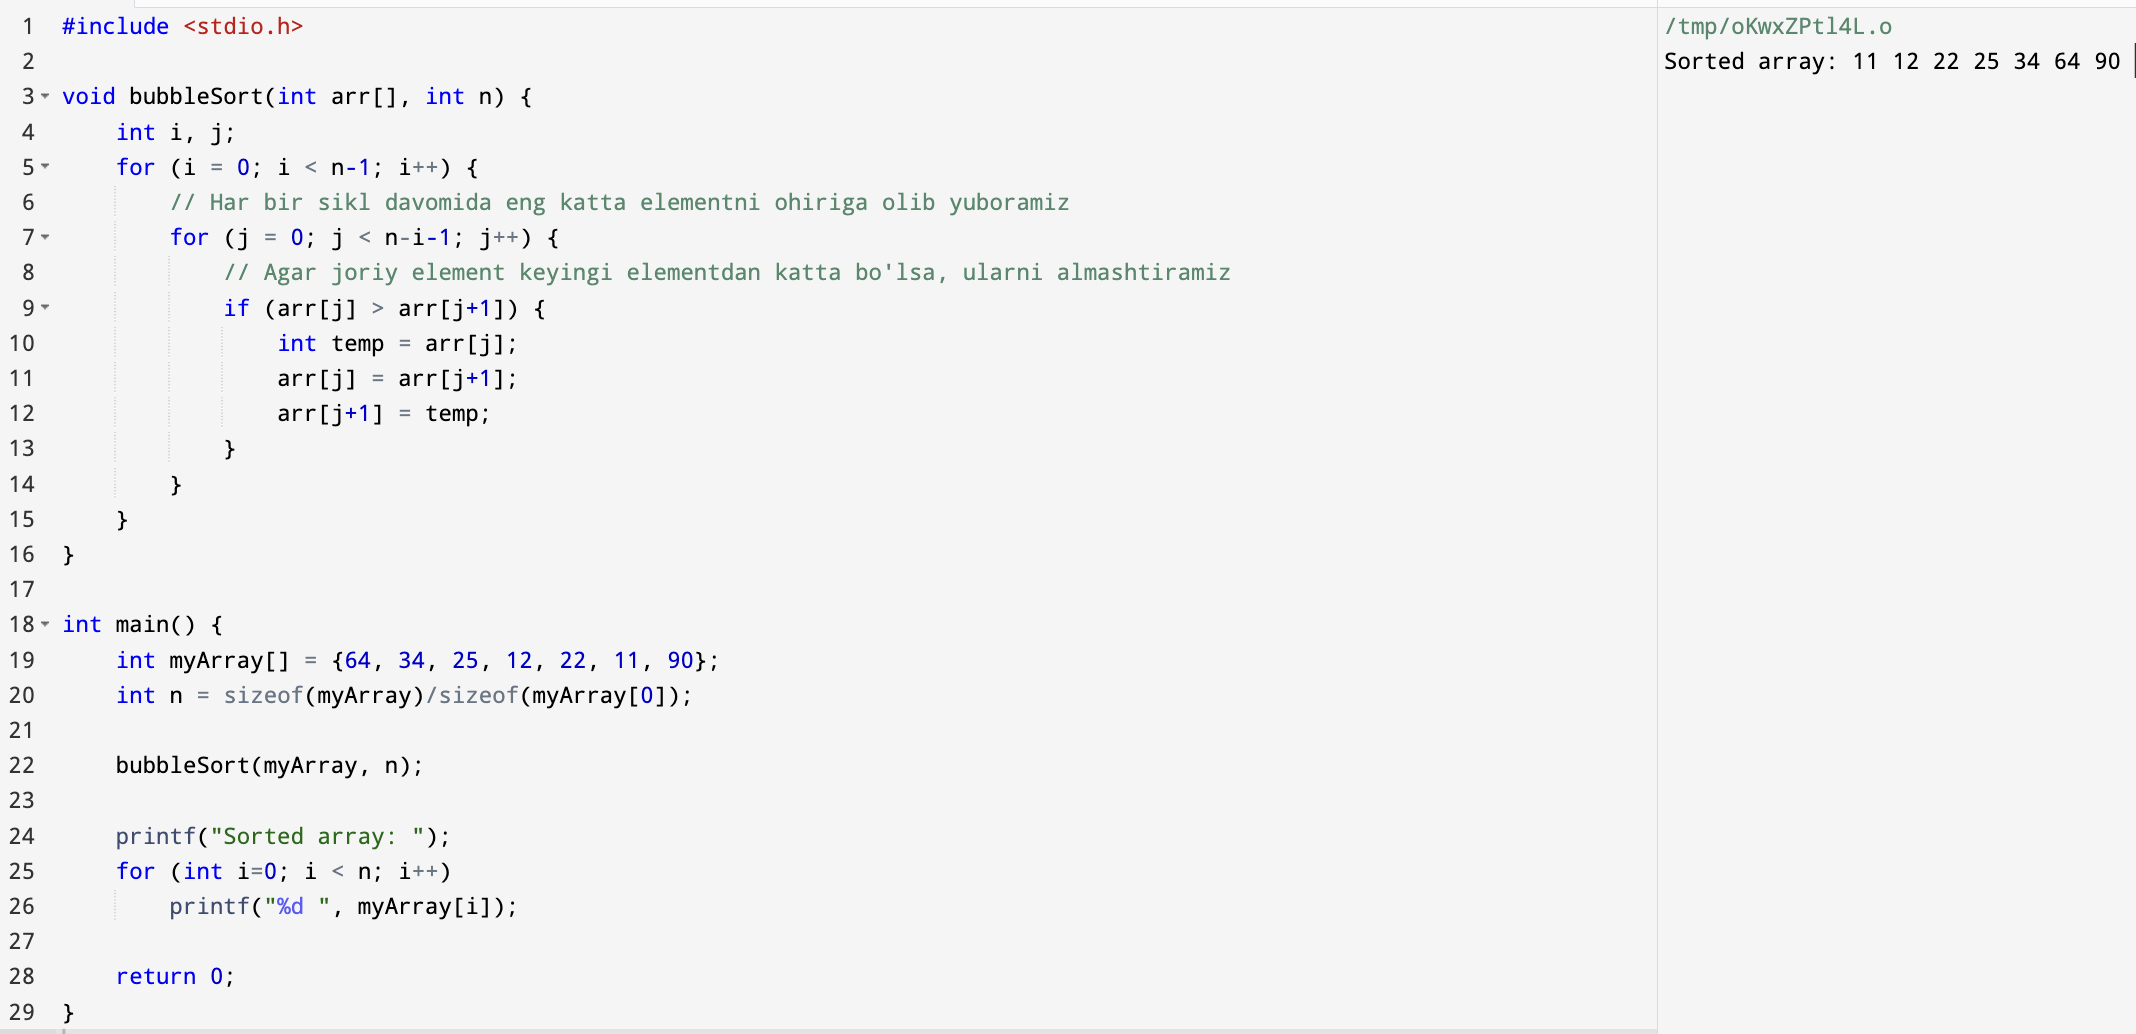 1 #include <stdio.h>
2
3 void bubbleSort(int arr[], int n) {
4     int i, j;
5     for (i = 0; i < n-1; i++) {
6         // Har bir sikl davomida eng katta elementni ohiriga olib yuboramiz
7         for (j = 0; j < n-i-1; j++) {
8             // Agar joriy element keyingi elementdan katta bo'lsa, ularni almashtiramiz
9             if (arr[j] > arr[j+1]) {
10                 int temp = arr[j];
11                 arr[j] = arr[j+1];
12                 arr[j+1] = temp;
13             }
14         }
15     }
16 }
17
18 int main() {
19     int myArray[] = {64, 34, 25, 12, 22, 11, 90};
20     int n = sizeof(myArray)/sizeof(myArray[0]);
21
22     bubbleSort(myArray, n);
23
24     printf("Sorted array: ");
25     for (int i=0; i < n; i++)
26         printf("%d ", myArray[i]);
27
28     return 0;
29 }
/tmp/oKwxZPtl4L.o
Sorted array: 11 12 22 25 34 64 90